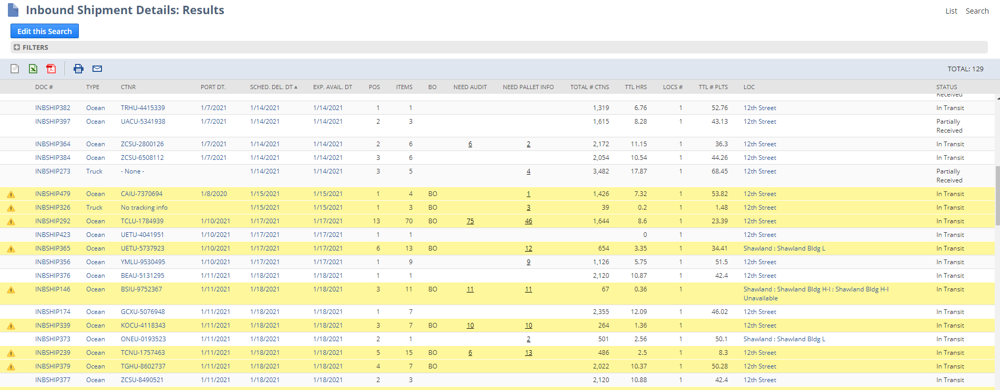 Inbound Shipment Details: Results
List Search
Edit this Search
FILTERS
TOTAL: 129
DOC # TYPE CTNR PORT DT. SCHED. DEL. DT EXP. AVAIL. DT POS ITEMS BO NEED AUDIT NEED PALLET INFO TOTAL # CTNS TTL HRS LOCS # TTL # PLTS LOC STATUS
Received
INBSHIP382 Ocean TRHU-4415339 1/7/2021 1/14/2021 1/14/2021 1 1 1,319 6.76 1 52.76 12th Street In Transit
INBSHIP397 Ocean UACU-5341938 1/7/2021 1/14/2021 1/14/2021 2 3 1,615 8.28 1 43.13 12th Street Partially
Received
INBSHIP364 Ocean ZCSU-2800126 1/7/2021 1/14/2021 1/14/2021 2 6 6 2 2,172 11.15 1 36.3 12th Street In Transit
INBSHIP384 Ocean ZCSU-6508112 1/7/2021 1/14/2021 1/14/2021 3 6 2,054 10.54 1 44.26 12th Street In Transit
INBSHIP273 Truck - None - 1/14/2021 1/14/2021 3 5 4 3,482 17.87 1 68.45 12th Street Partially
Received
INBSHIP479 Ocean CAIU-7370694 1/8/2020 1/15/2021 1/15/2021 1 4 BO 1 1,426 7.32 1 53.82 12th Street In Transit
INBSHIP326 Truck No tracking info 1/15/2021 1/15/2021 1 3 BO 3 39 0.2 1 1.48 12th Street In Transit
INBSHIP292 Ocean TCLU-1784939 1/10/2021 1/17/2021 1/17/2021 13 70 BO 75 46 1,644 8.6 1 23.39 12th Street In Transit
INBSHIP423 Ocean UETU-4041951 1/10/2021 1/17/2021 1/17/2021 1 1 0 1 12th Street In Transit
INBSHIP365 Ocean UETU-5737923 1/10/2021 1/17/2021 1/17/2021 6 13 BO 12 654 3.35 1 34.41 Shawland : Shawland Bldg L In Transit
INBSHIP356 Ocean YMLU-9530495 1/10/2021 1/17/2021 1/17/2021 1 9 9 1,126 5.75 1 51.5 12th Street In Transit
INBSHIP376 Ocean BEAU-5131295 1/11/2021 1/18/2021 1/18/2021 1 1 2,120 10.87 1 42.4 12th Street In Transit
INBSHIP146 Ocean BSIU-9752367 1/11/2021 1/18/2021 1/18/2021 3 11 BO 11 11 67 0.36 1 Shawland : Shawland Bldg H-I : Shawland Bldg H-I In Transit
Unavailable
INBSHIP174 Ocean GCXU-5076948 1/11/2021 1/18/2021 1/18/2021 1 7 2,355 12.09 1 46.02 12th Street In Transit
INBSHIP339 Ocean KOCU-4118343 1/11/2021 1/18/2021 1/18/2021 3 7 BO 10 10 264 1.36 1 12th Street In Transit
INBSHIP373 Ocean ONEU-0193523 1/11/2021 1/18/2021 1/18/2021 2 1 2 501 2.56 1 50.1 Shawland : Shawland Bldg L In Transit
INBSHIP239 Ocean TCNU-1757463 1/11/2021 1/18/2021 1/18/2021 5 15 BO 6 13 486 2.5 1 8.3 12th Street In Transit
INBSHIP379 Ocean TGHU-8602737 1/11/2021 1/18/2021 1/18/2021 4 7 BO 2,022 10.37 1 50.28 12th Street In Transit
INBSHIP377 Ocean ZCSU-8490521 1/11/2021 1/18/2021 1/18/2021 2 3 2,120 10.88 1 42.4 12th Street In Transit